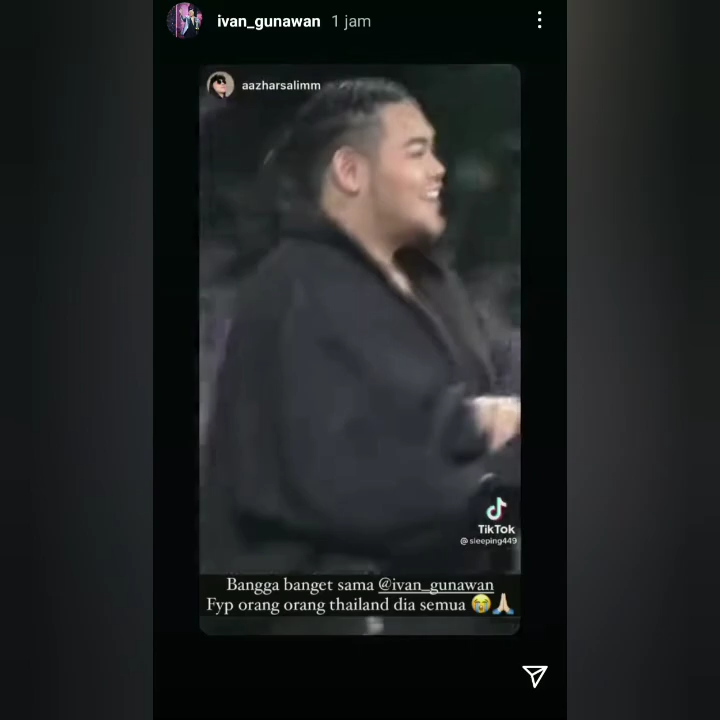 ivan_gunawan 1 jam
aazharsalimm
TikTok
@sleeping449
Bangga banget sama @ivan_gunawan
Fyp orang orang thailand dia semua 😭🙏🏻